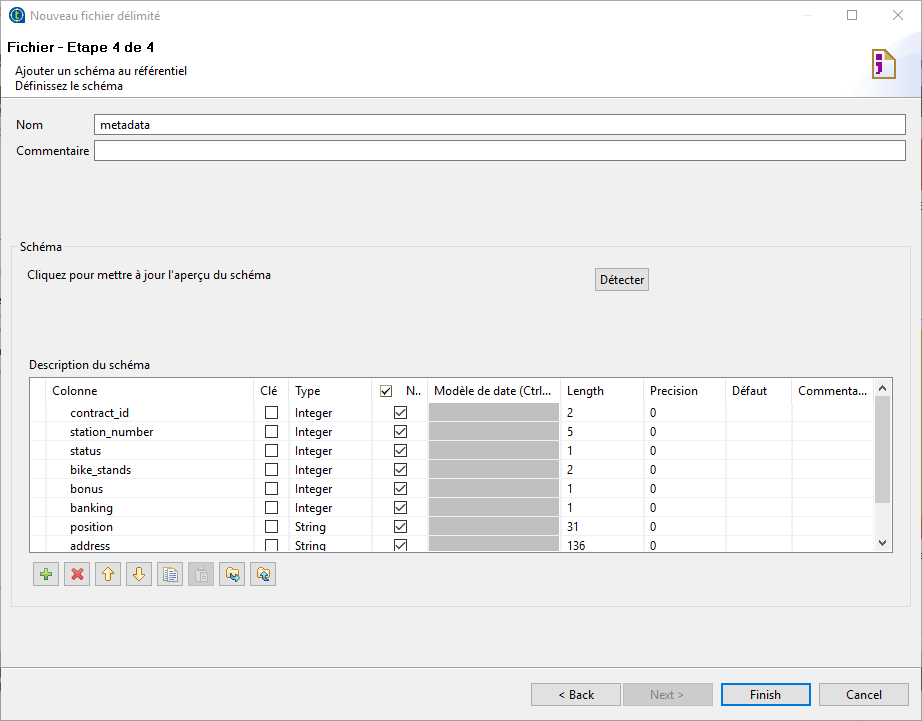 Nouveau fichier délimité
Fichier - Etape 4 de 4
Ajouter un schéma au référentiel
Définissez le schéma
Nom metadata
Commentaire
Schéma
Cliquez pour mettre à jour l'aperçu du schéma Détecter
Description du schéma
Colonne Clé Type N.. Modèle de date (Ctrl... Length Precision Défaut Commenta...
contract_id Integer 2 0
station_number Integer 5 0
status Integer 1 0
bike_stands Integer 2 0
bonus Integer 1 0
banking Integer 1 0
position String 31 0
address String 136 0
< Back Next > Finish Cancel